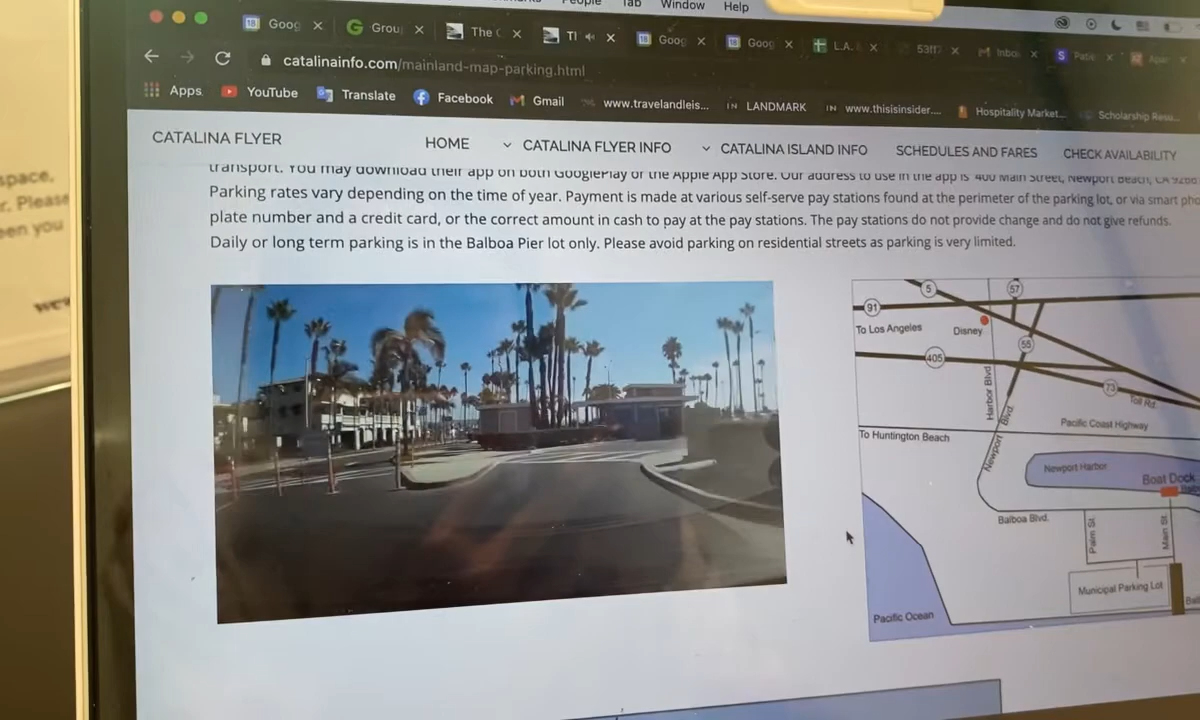 People Tab Window Help
Goog
Grou
The C
Tl
Goog
Goog
L.A.
53ff7
Inbo
catalinainfo.com/mainland-map-parking.html
Apps
YouTube
Translate
Facebook
Gmail
www.travelandleis...
LANDMARK
www.thisisinsider....
Hospitality Market...
CATALINA FLYER
HOME
CATALINA FLYER INFO
CATALINA ISLAND INFO
SCHEDULES AND FARES
CHECK AVAILABILITY
transport. You may download their app on both GooglePlay or the Apple App Store. Our address to use in the app is 400 Main Street, Newport Beach, CA
Parking rates vary depending on the time of year. Payment is made at various self-serve pay stations found at the perimeter of the parking lot, or via smart pho
plate number and a credit card, or the correct amount in cash to pay at the pay stations. The pay stations do not provide change and do not give refunds.
Daily or long term parking is in the Balboa Pier lot only. Please avoid parking on residential streets as parking is very limited.
space,
r. Please
een you
5
57
91
To Los Angeles
Disney
55
405
73
Toll Rd.
Harbor Blvd.
Newport Blvd.
Pacific Coast Highway
To Huntington Beach
Newport Harbor
Boat Dock
Balboa Blvd.
Palm St.
Main St.
Municipal Parking Lot
Pacific Ocean